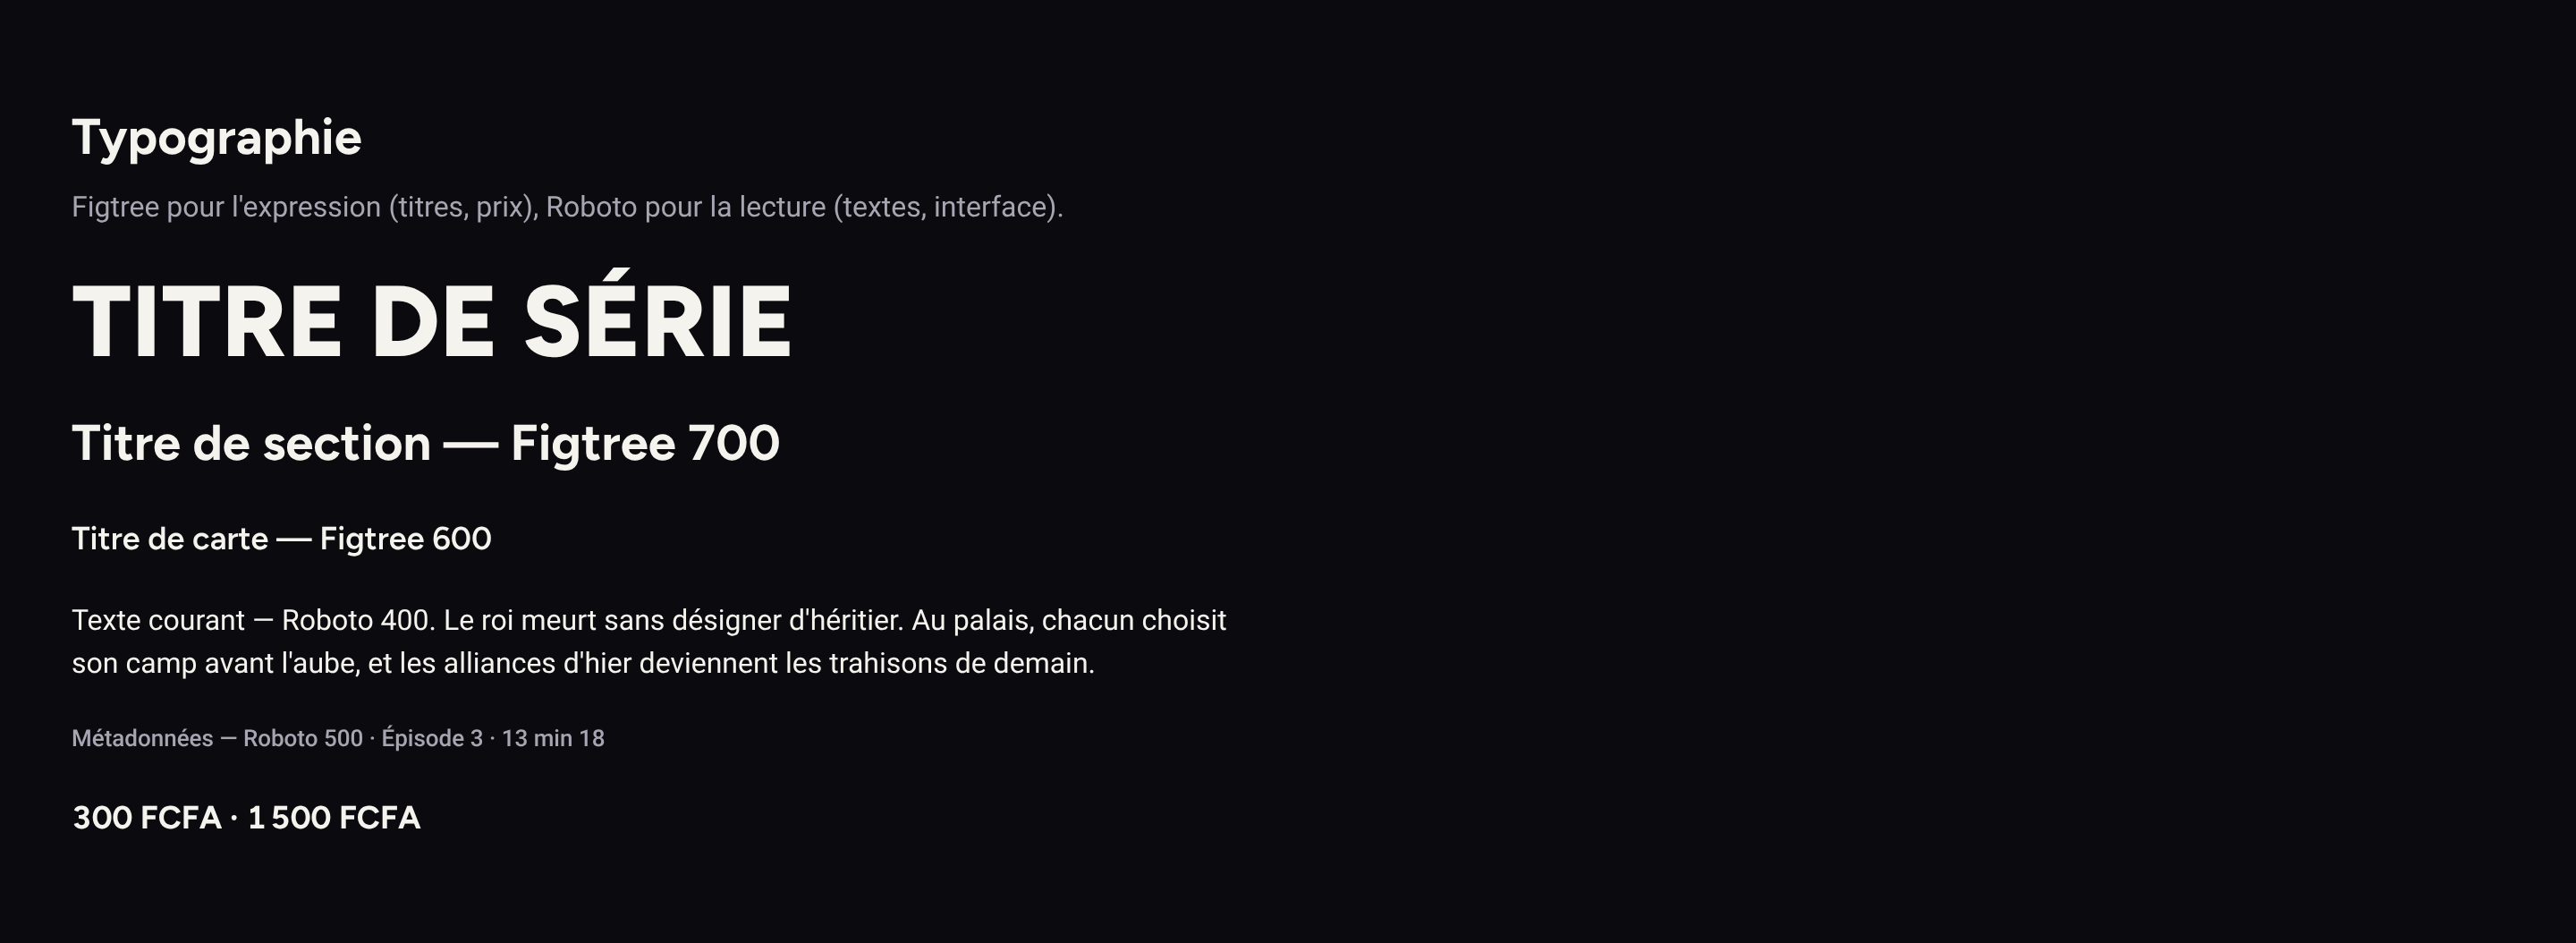 Typographie
Figtree pour l'expression (titres, prix), Roboto pour la lecture (textes, interface).
TITRE DE SÉRIE
Titre de section — Figtree 700
Titre de carte — Figtree 600
Texte courant — Roboto 400. Le roi meurt sans désigner d'héritier. Au palais, chacun choisit
son camp avant l'aube, et les alliances d'hier deviennent les trahisons de demain.
Métadonnées — Roboto 500 · Épisode 3 · 13 min 18
300 FCFA · 1 500 FCFA